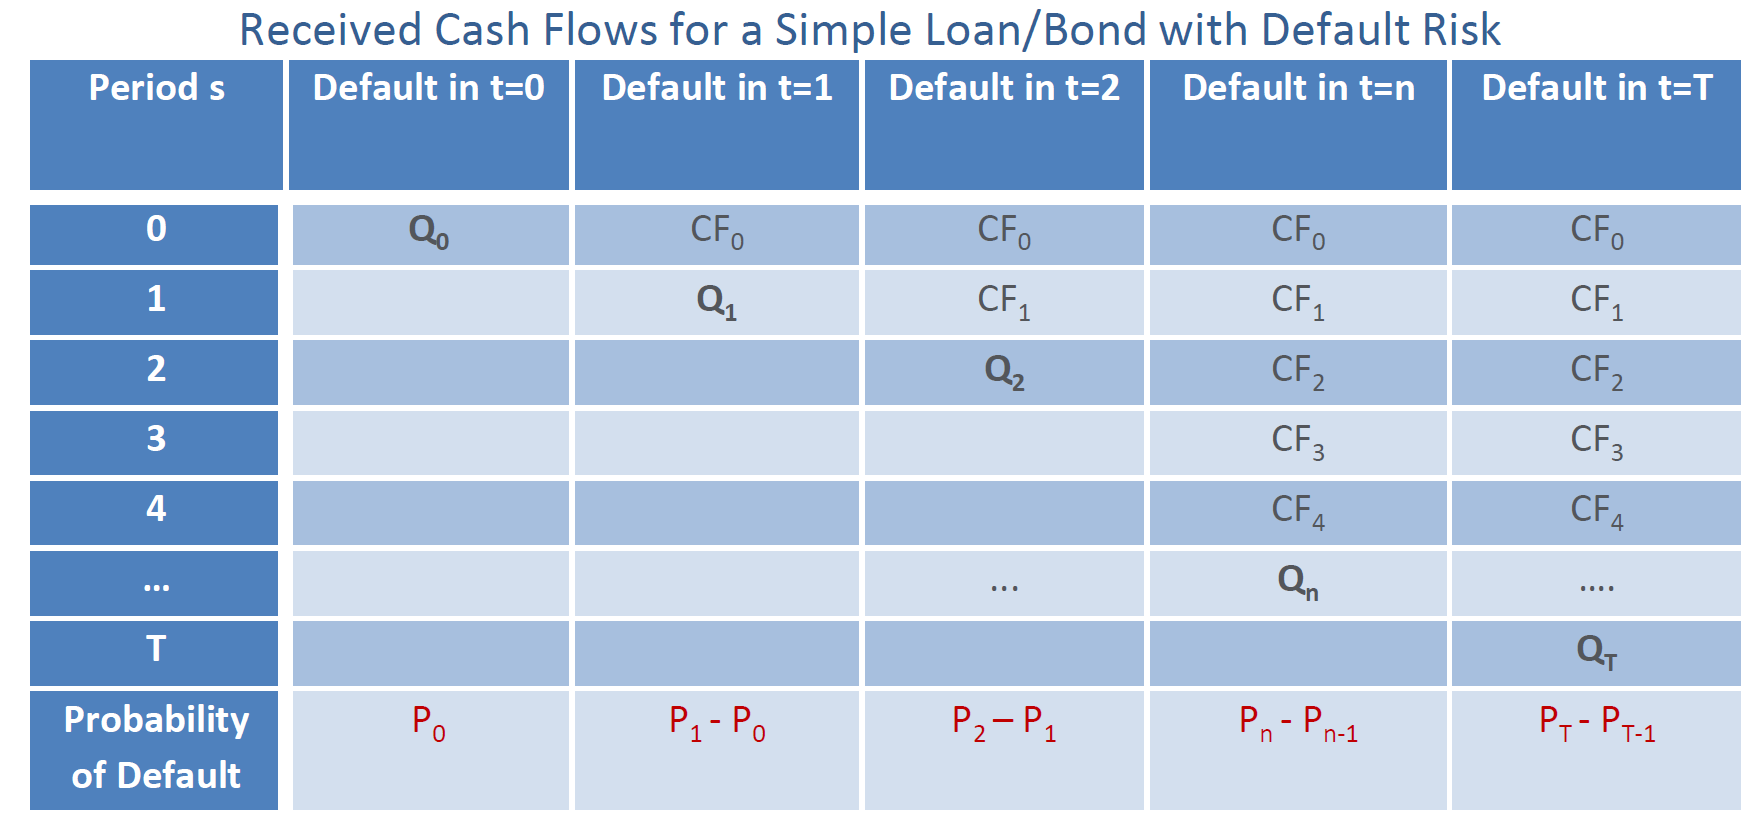 Received Cash Flows for a Simple Loan/Bond with Default Risk
Period s Default in t=0 Default in t=1 Default in t=2 Default in t=n Default in t=T
0 Q₀ CF₀ CF₀ CF₀ CF₀
1 Q₁ CF₁ CF₁ CF₁
2 Q₂ CF₂ CF₂
3 CF₃ CF₃
4 CF₄ CF₄
... ... Qₙ ....
T Q_T
Probability of Default P₀ P₁ - P₀ P₂ – P₁ Pₙ - Pₙ₋₁ P_T - P_T-1